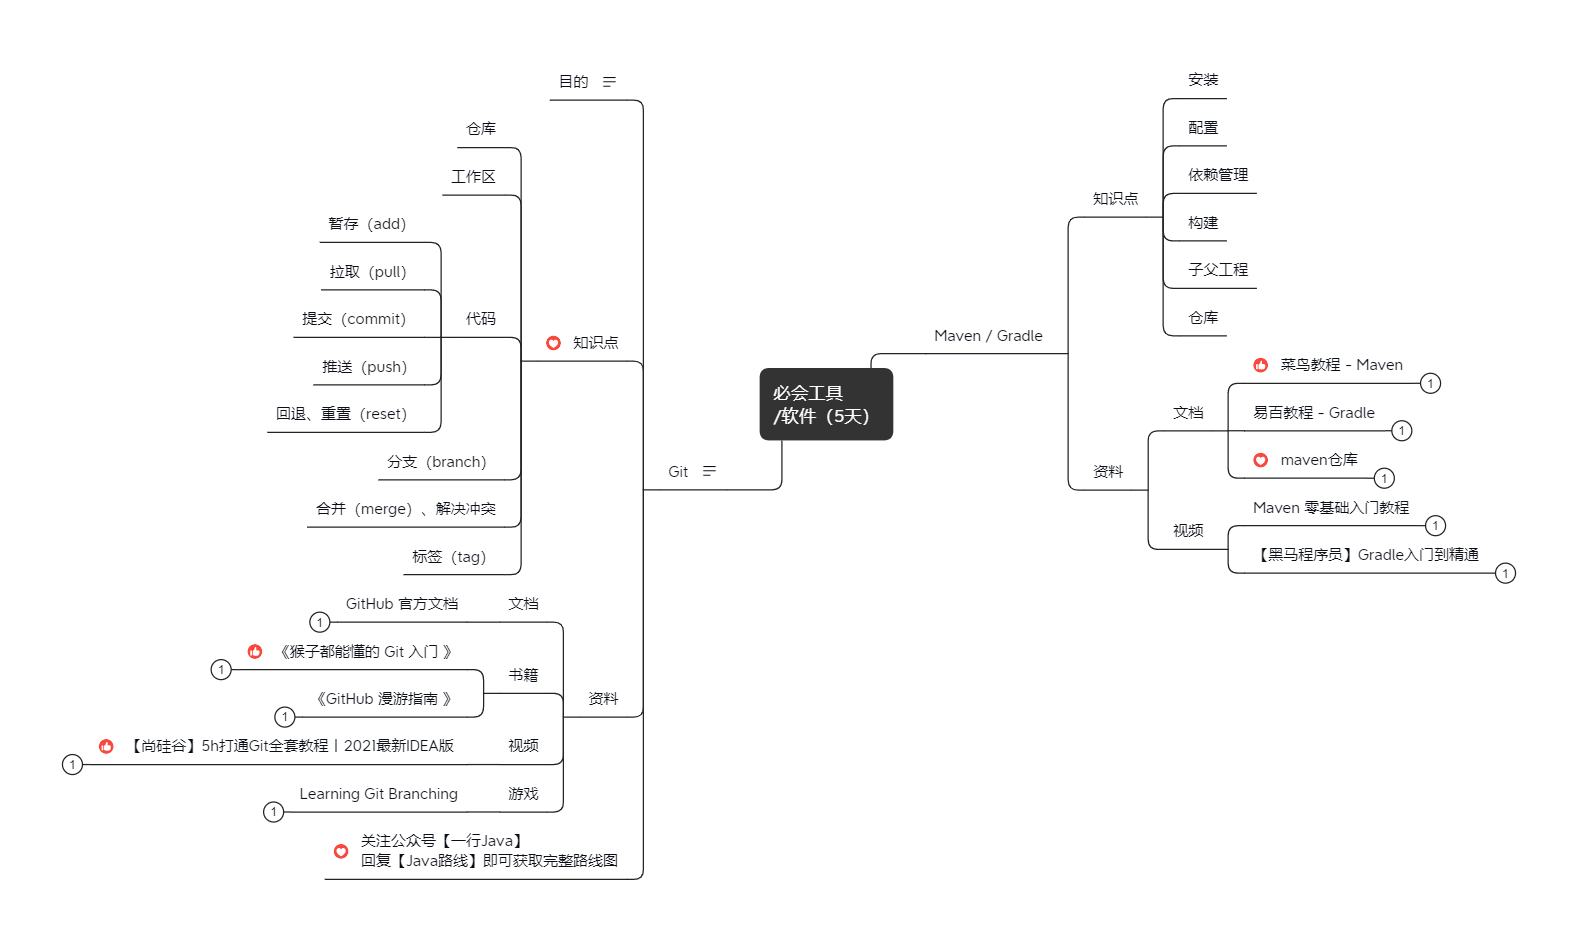 必会工具
/软件（5天）
Maven / Gradle
知识点
安装
配置
依赖管理
构建
子父工程
仓库
资料
文档
菜鸟教程 - Maven
1
易百教程 - Gradle
1
maven仓库
1
视频
Maven 零基础入门教程
1
【黑马程序员】Gradle入门到精通
1
Git
目的
知识点
仓库
工作区
代码
暂存（add）
拉取（pull）
提交（commit）
推送（push）
回退、重置（reset）
分支（branch）
合并（merge）、解决冲突
标签（tag）
资料
文档
GitHub 官方文档
1
书籍
《猴子都能懂的 Git 入门 》
1
《GitHub 漫游指南 》
1
视频
【尚硅谷】5h打通Git全套教程丨2021最新IDEA版
1
游戏
Learning Git Branching
1
关注公众号【一行Java】
回复【Java路线】即可获取完整路线图